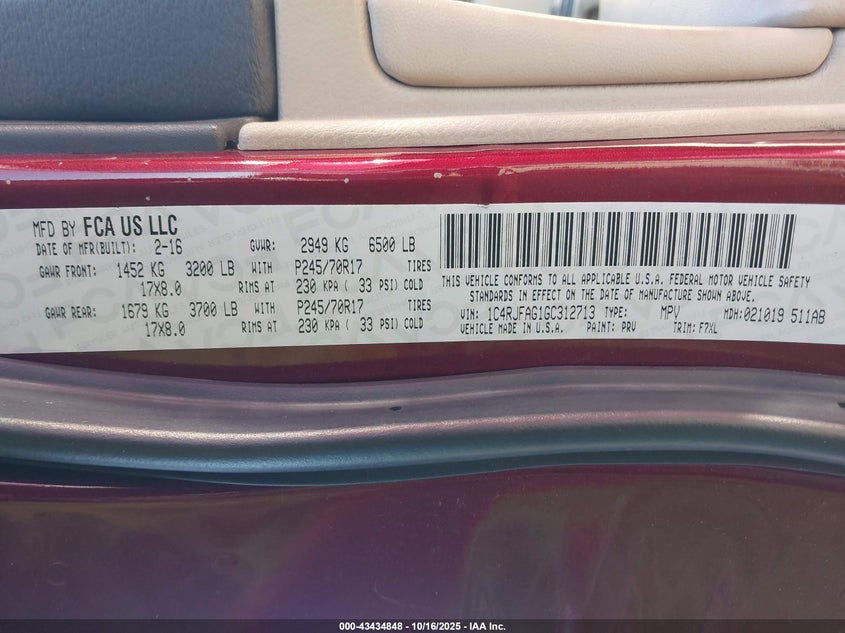 MFD BY FCA US LLC
DATE OF MFR(BUILT): 2-16 GVWR: 2949 KG 6500 LB
GAWR FRONT: 1452 KG 3200 LB WITH P245/70R17 TIRES
17X8.0 RIMS AT 230 KPA ( 33 PSI) COLD
GAWR REAR: 1679 KG 3700 LB WITH P245/70R17 TIRES
17X8.0 RIMS AT 230 KPA ( 33 PSI) COLD
THIS VEHICLE CONFORMS TO ALL APPLICABLE U.S.A. FEDERAL MOTOR VEHICLE SAFETY
STANDARDS IN EFFECT ON THE DATE OF MANUFACTURE SHOWN ABOVE.
VIN: 1C4RJFAG1GC312713 TYPE: MPV MDH:021019 511AB
VEHICLE MADE IN U.S.A. PAINT: PRV TRIM: F7XL
000-43434848 - 10/16/2025 - IAA Inc.